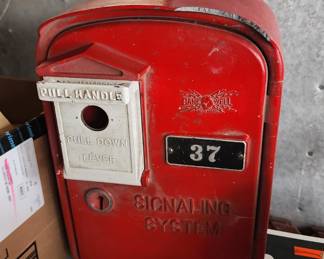 PULL HANDLE
PULL DOWN
LEVER
37
SIGNALING
SYSTEM